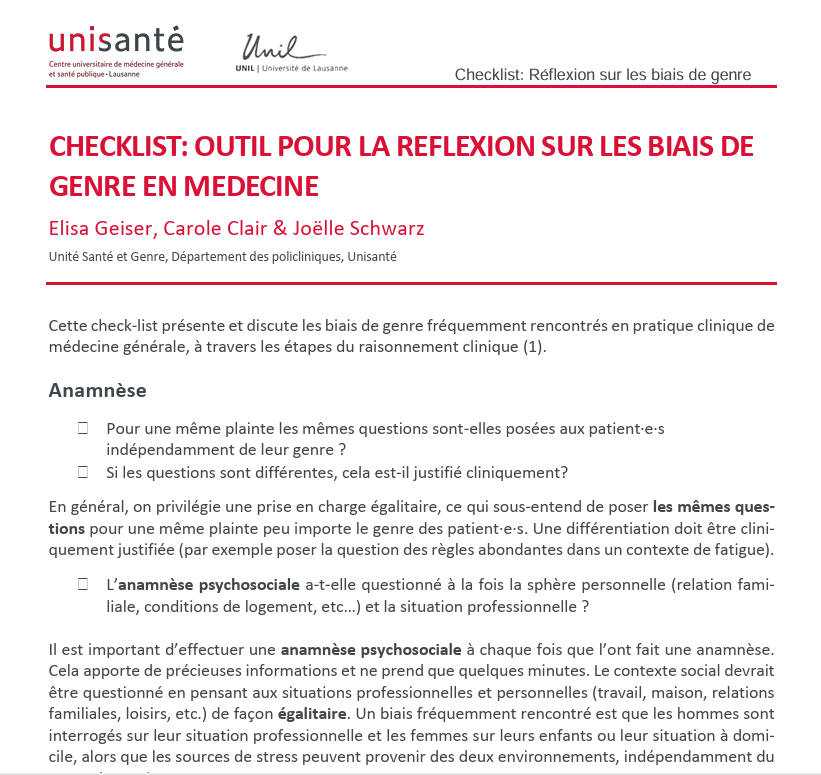 unisanté
Centre universitaire de médecine générale
et santé publique • Lausanne
Unil
UNIL | Université de Lausanne
Checklist: Réflexion sur les biais de genre
CHECKLIST: OUTIL POUR LA REFLEXION SUR LES BIAIS DE
GENRE EN MEDECINE
Elisa Geiser, Carole Clair & Joëlle Schwarz
Unité Santé et Genre, Département des policliniques, Unisanté
Cette check-list présente et discute les biais de genre fréquemment rencontrés en pratique clinique de
médecine générale, à travers les étapes du raisonnement clinique (1).
Anamnèse
☐ Pour une même plainte les mêmes questions sont-elles posées aux patient·e·s
indépendamment de leur genre ?
☐ Si les questions sont différentes, cela est-il justifié cliniquement?
En général, on privilégie une prise en charge égalitaire, ce qui sous-entend de poser les mêmes ques-
tions pour une même plainte peu importe le genre des patient·e·s. Une différentiation doit être clini-
quement justifiée (par exemple poser la question des règles abondantes dans un contexte de fatigue).
☐ L’anamnèse psychosociale a-t-elle questionné à la fois la sphère personnelle (relation fami-
liale, conditions de logement, etc…) et la situation professionnelle ?
Il est important d’effectuer une anamnèse psychosociale à chaque fois que l’ont fait une anamnèse.
Cela apporte de précieuses informations et ne prend que quelques minutes. Le contexte social devrait
être questionné en pensant aux situations professionnelles et personnelles (travail, maison, relations
familiales, loisirs, etc.) de façon égalitaire. Un biais fréquemment rencontré est que les hommes sont
interrogés sur leur situation professionnelle et les femmes sur leurs enfants ou leur situation à domi-
cile, alors que les sources de stress peuvent provenir des deux environnements, indépendamment du